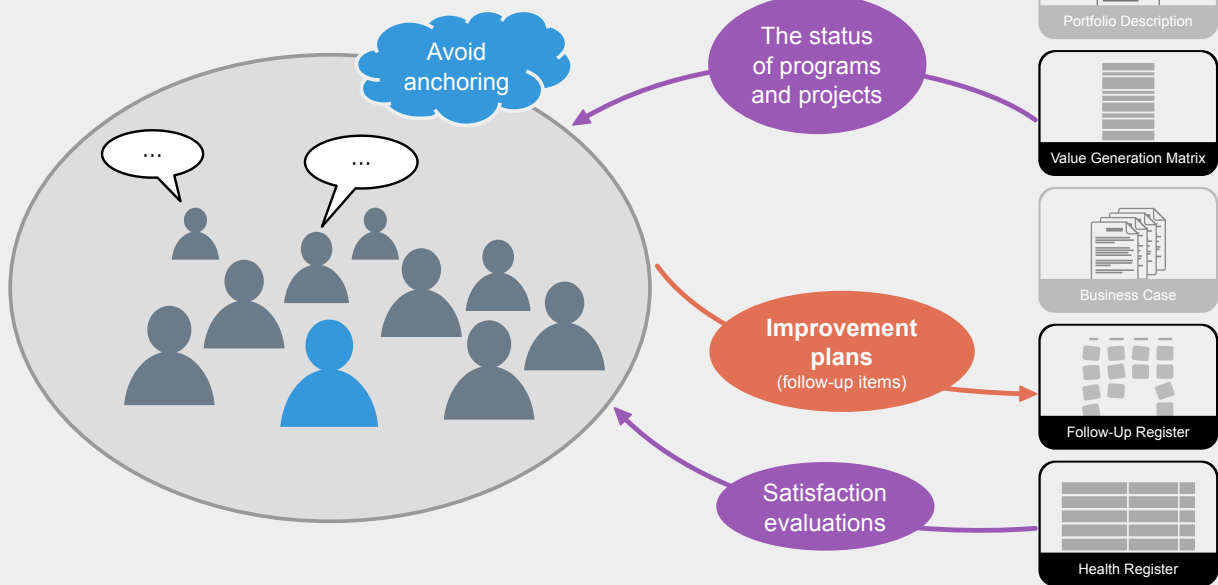 Portfolio Description
Avoid
anchoring
The status
of programs
and projects
...
...
Value Generation Matrix
Business Case
Improvement
plans
(follow-up items)
Follow-Up Register
Satisfaction
evaluations
Health Register